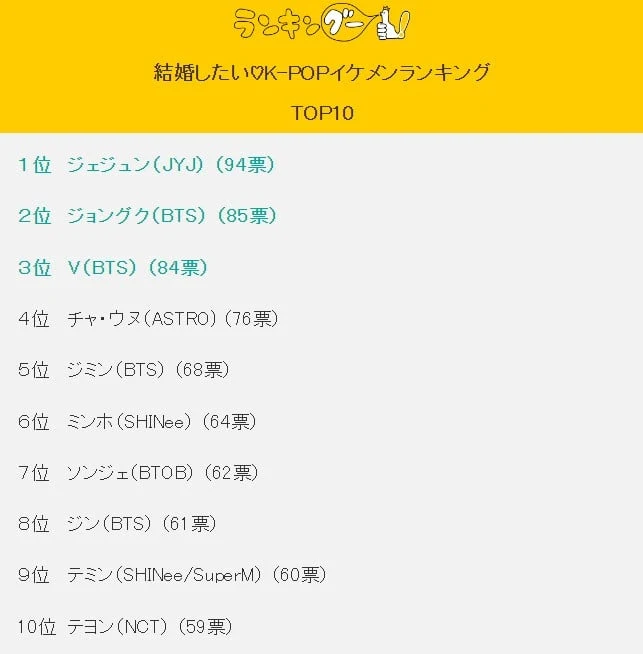 ランキングー!
結婚したい♡K-POPイケメンランキング
TOP10
1位 ジェジュン(JYJ) (94票)
2位 ジョングク(BTS) (85票)
3位 V(BTS) (84票)
4位 チャ・ウヌ(ASTRO) (76票)
5位 ジミン(BTS) (68票)
6位 ミンホ(SHINee) (64票)
7位 ソンジェ(BTOB) (62票)
8位 ジン(BTS) (61票)
9位 テミン(SHINee/SuperM) (60票)
10位 テヨン(NCT) (59票)